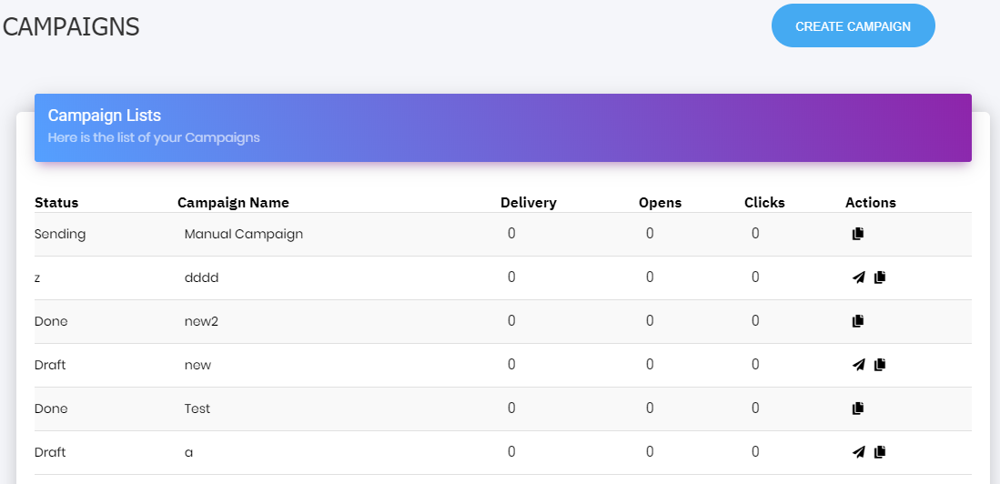 CAMPAIGNS
CREATE CAMPAIGN
Campaign Lists
Here is the list of your Campaigns
Status Campaign Name Delivery Opens Clicks Actions
Sending Manual Campaign 0 0 0
z dddd 0 0 0
Done new2 0 0 0
Draft new 0 0 0
Done Test 0 0 0
Draft a 0 0 0